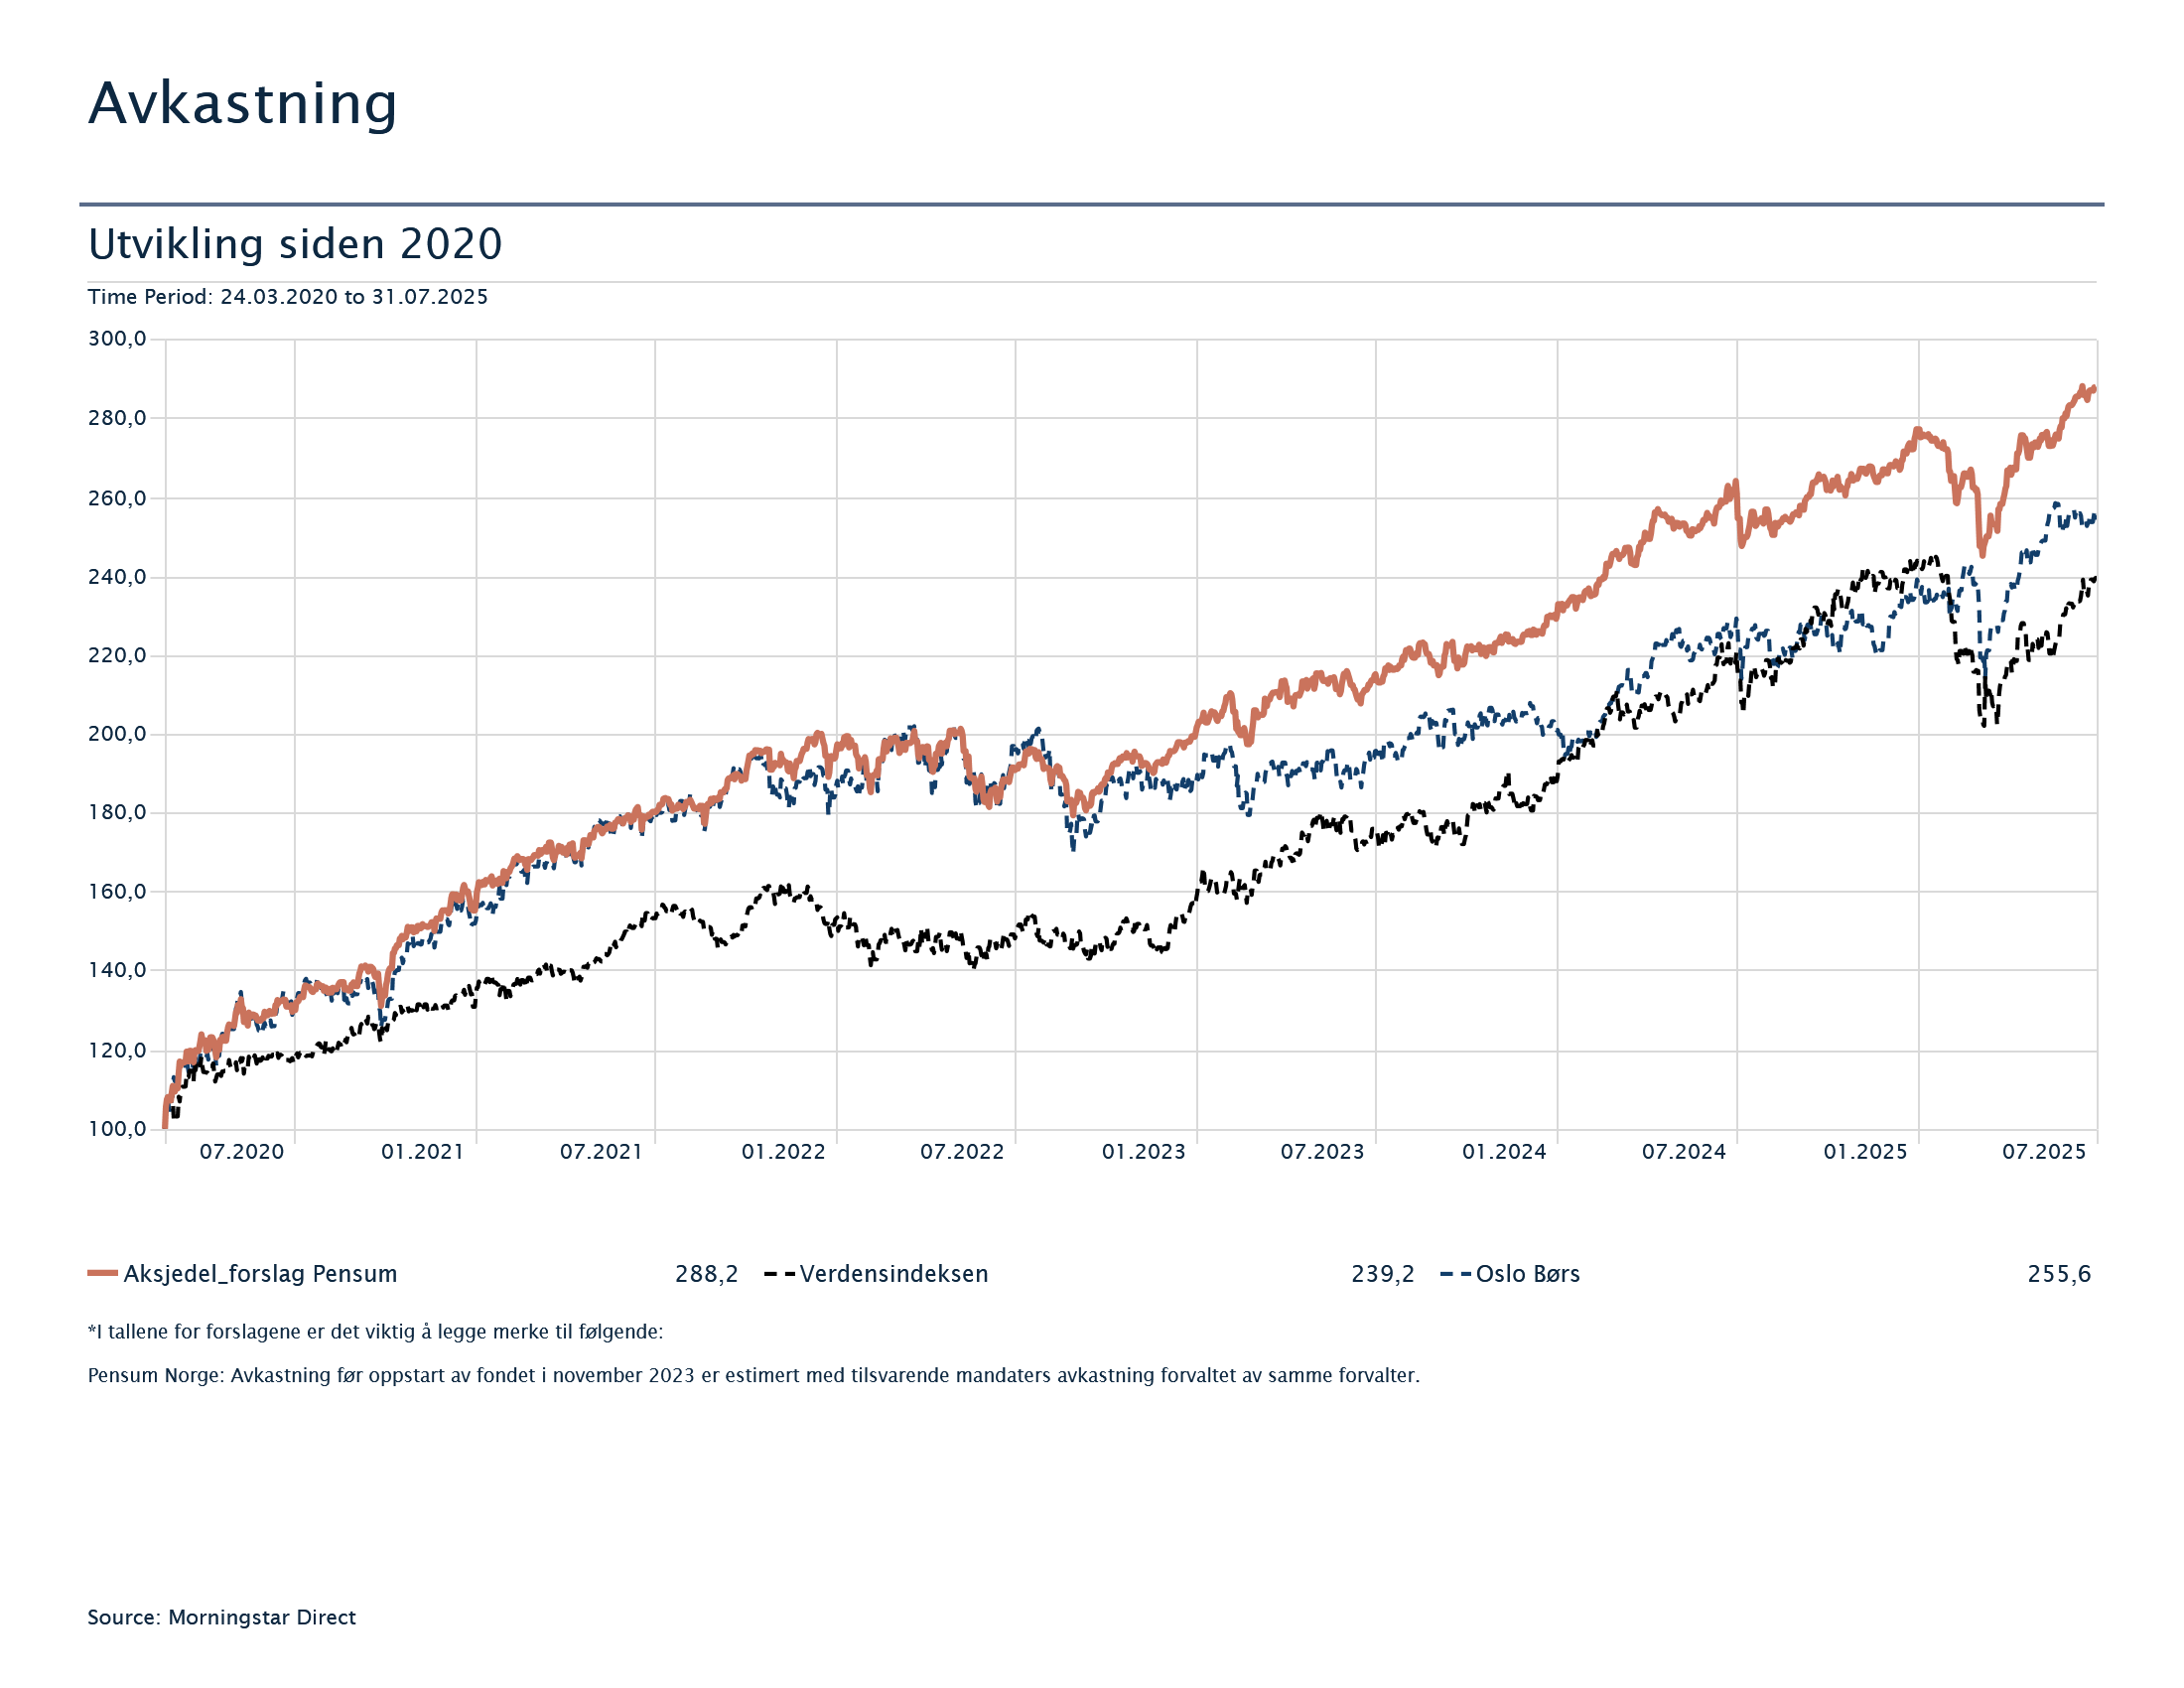 Avkastning
Utvikling siden 2020
Time Period: 24.03.2020 to 31.07.2025
300,0
280,0
260,0
240,0
220,0
200,0
180,0
160,0
140,0
120,0
100,0
07.2020 01.2021 07.2021 01.2022 07.2022 01.2023 07.2023 01.2024 07.2024 01.2025 07.2025
Aksjedel_forslag Pensum 288,2 Verdensindeksen 239,2 Oslo Børs 255,6
*I tallene for forslagene er det viktig å legge merke til følgende:
Pensum Norge: Avkastning før oppstart av fondet i november 2023 er estimert med tilsvarende mandaters avkastning forvaltet av samme forvalter.
Source: Morningstar Direct